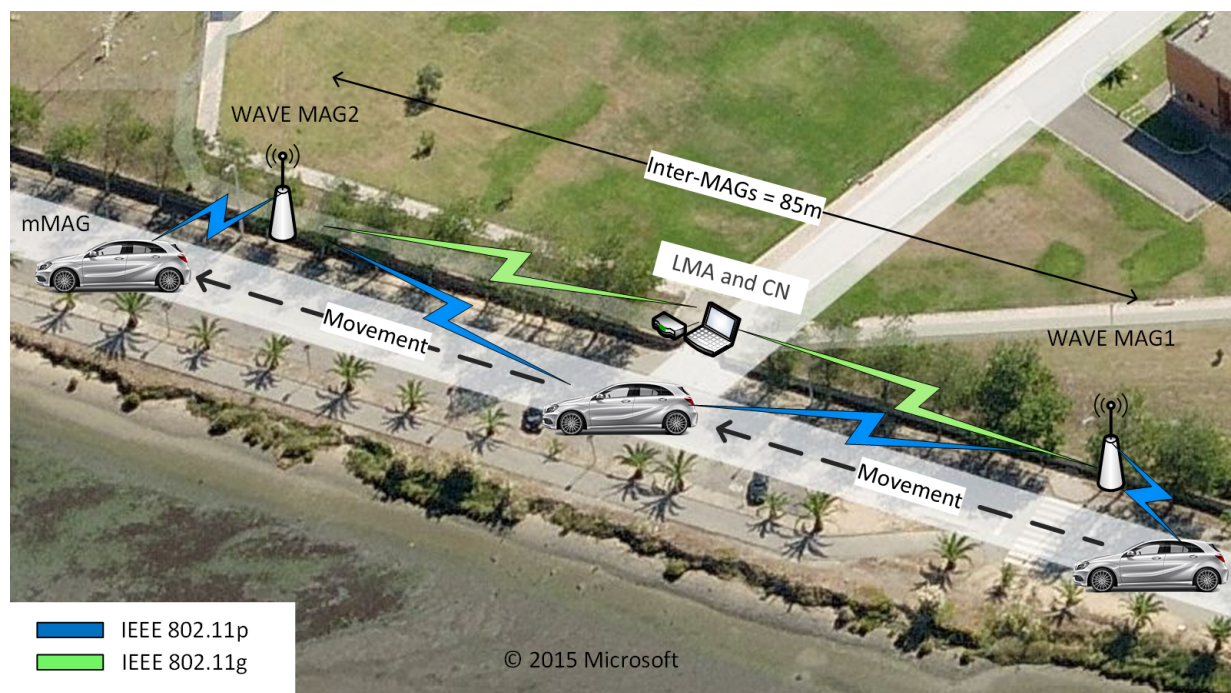 WAVE MAG2
Inter-MAGs = 85m
mMAG
LMA and CN
Movement
WAVE MAG1
Movement
IEEE 802.11p
IEEE 802.11g
© 2015 Microsoft